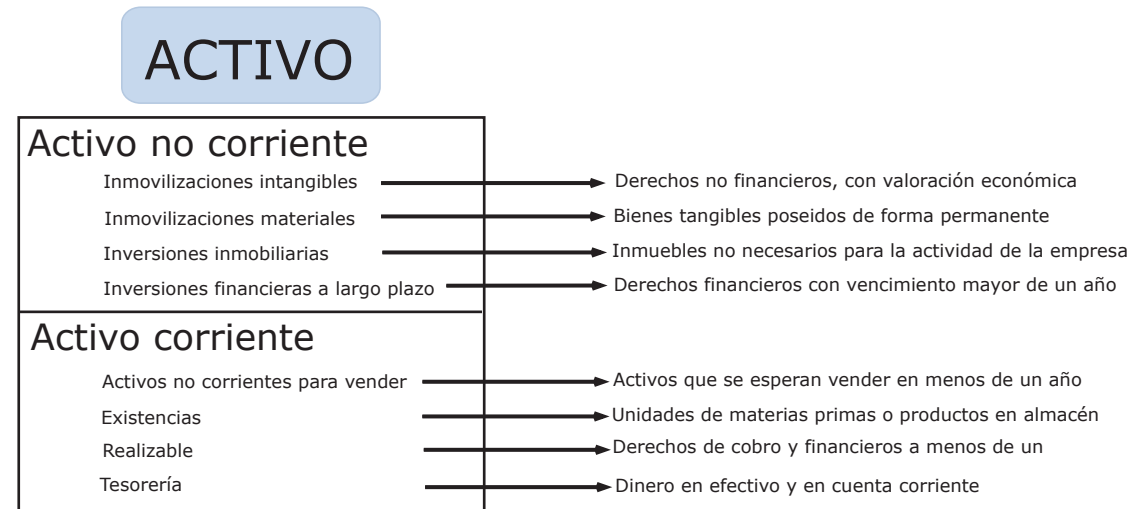 ACTIVO
Activo no corriente
Inmovilizaciones intangibles
Derechos no financieros, con valoración económica
Inmovilizaciones materiales
Bienes tangibles poseidos de forma permanente
Inversiones inmobiliarias
Inmuebles no necesarios para la actividad de la empresa
Inversiones financieras a largo plazo
Derechos financieros con vencimiento mayor de un año
Activo corriente
Activos no corrientes para vender
Activos que se esperan vender en menos de un año
Existencias
Unidades de materias primas o productos en almacén
Realizable
Derechos de cobro y financieros a menos de un
Tesorería
Dinero en efectivo y en cuenta corriente